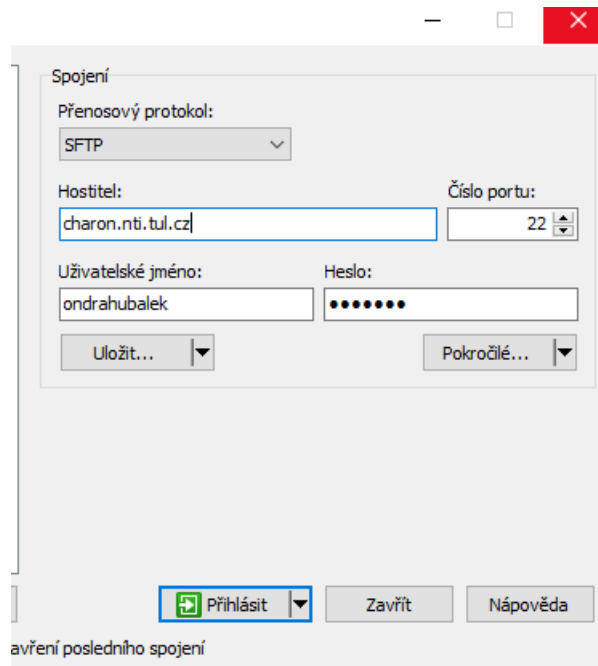 Spojení
Přenosový protokol:
SFTP
Hostitel:
Číslo portu:
charon.nti.tul.cz
22
Uživatelské jméno:
Heslo:
ondrahubalek
●●●●●●●
Uložit...
Pokročilé...
Přihlásit
Zavřít
Nápověda
avření posledního spojení